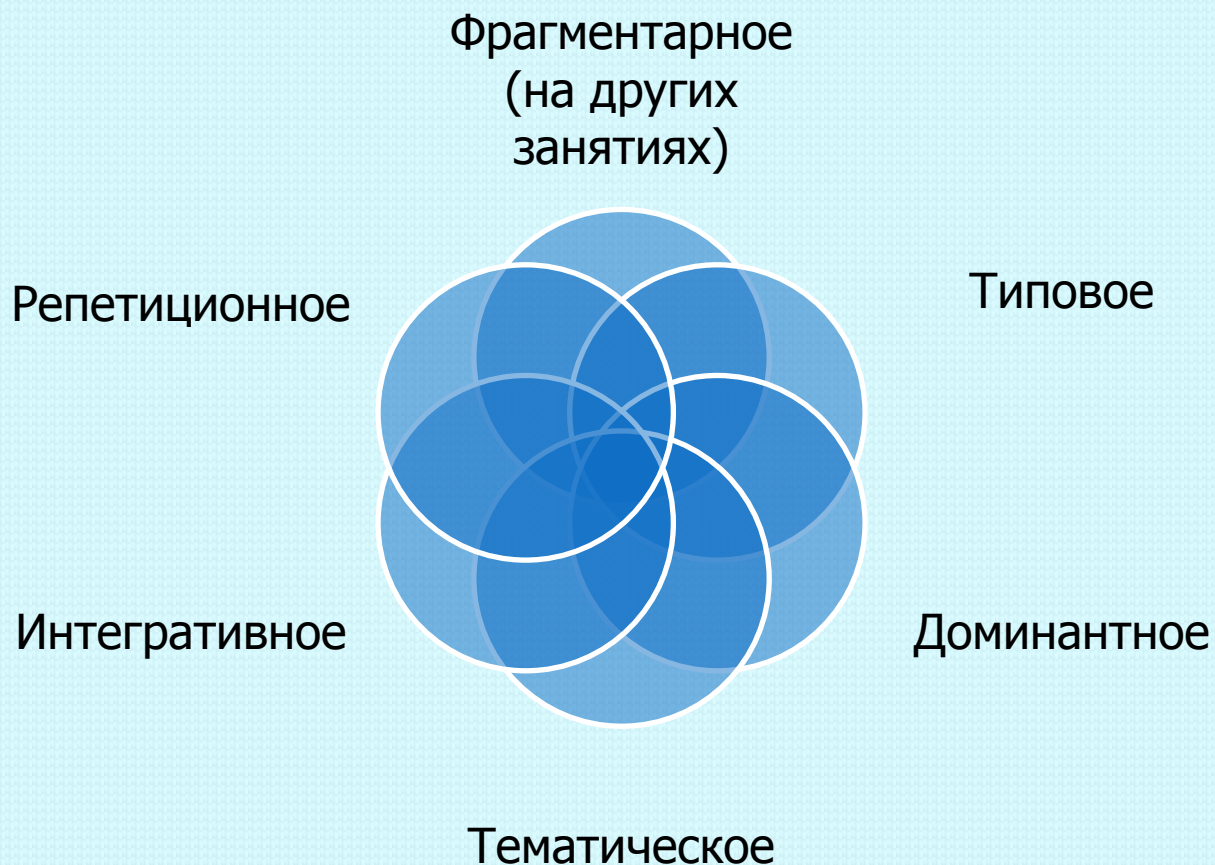 Фрагментарное
(на других
занятиях)
Репетиционное
Типовое
Интегративное
Доминантное
Тематическое